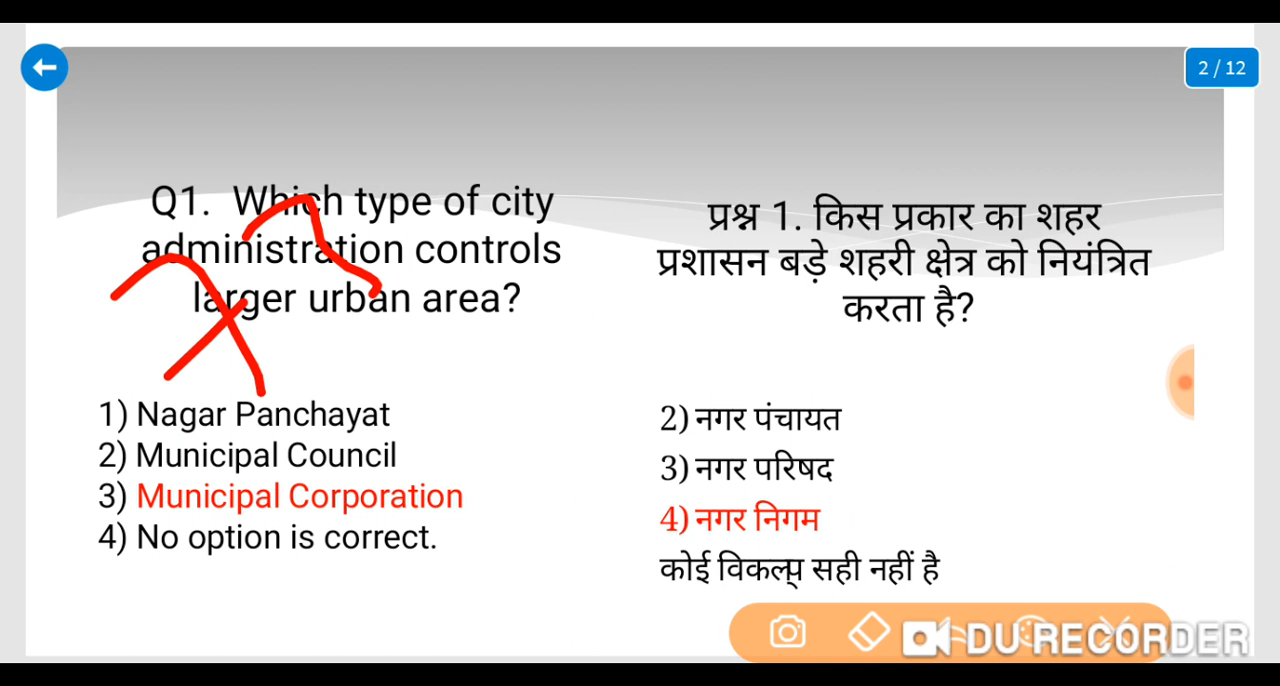 2 / 12
Q1. Which type of city
administration controls
larger urban area?
1) Nagar Panchayat
2) Municipal Council
3) Municipal Corporation
4) No option is correct.
प्रश्न 1. किस प्रकार का शहर
प्रशासन बड़े शहरी क्षेत्र को नियंत्रित
करता है?
2) नगर पंचायत
3) नगर परिषद
4) नगर निगम
कोई विकल्प् सही नहीं है
DU RECORDER